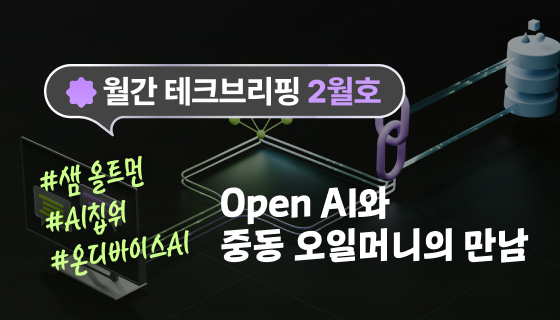 월간 테크브리핑 2월호
#샘 올트먼
#AI칩워
#온디바이스AI
Open AI와
중동 오일머니의 만남